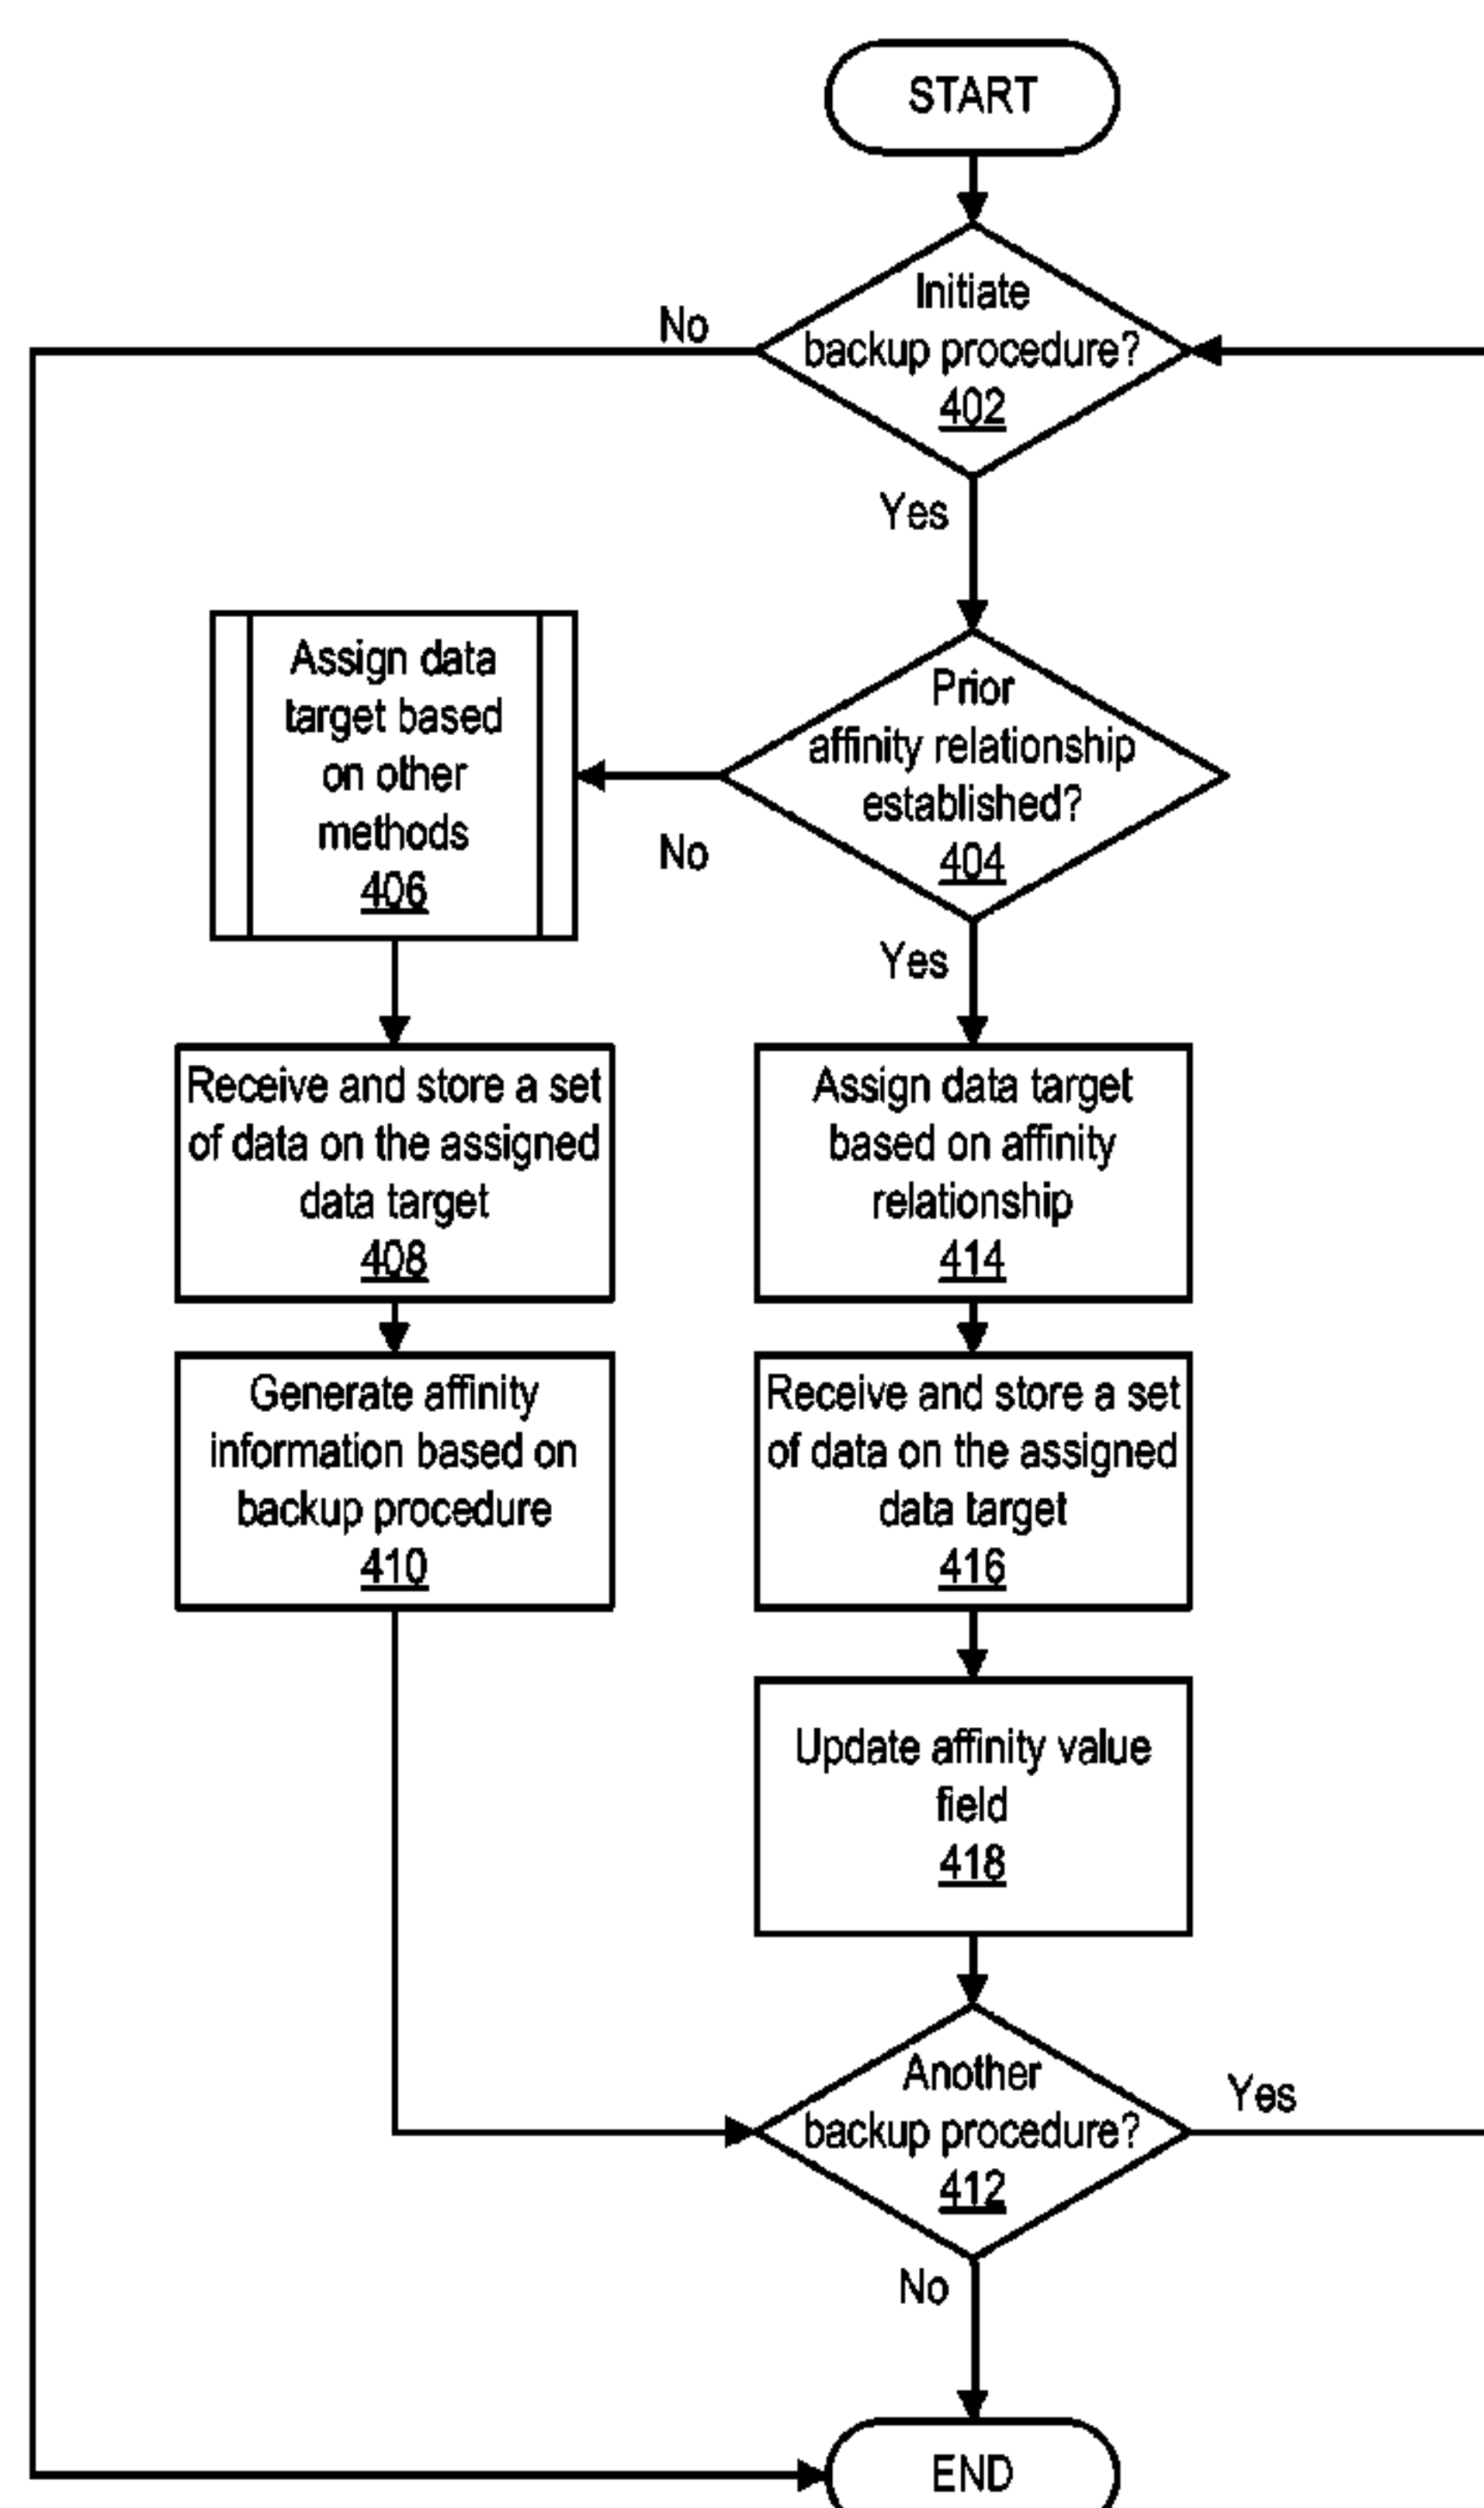 START
Initiate
backup procedure?
402
No
Yes
Prior
affinity relationship
established?
404
No
Yes
Assign data
target based
on other
methods
406
Receive and store a set
of data on the assigned
data target
408
Generate affinity
information based on
backup procedure
410
Assign data target
based on affinity
relationship
414
Receive and store a set
of data on the assigned
data target
416
Update affinity value
field
418
Another
backup procedure?
412
Yes
No
END